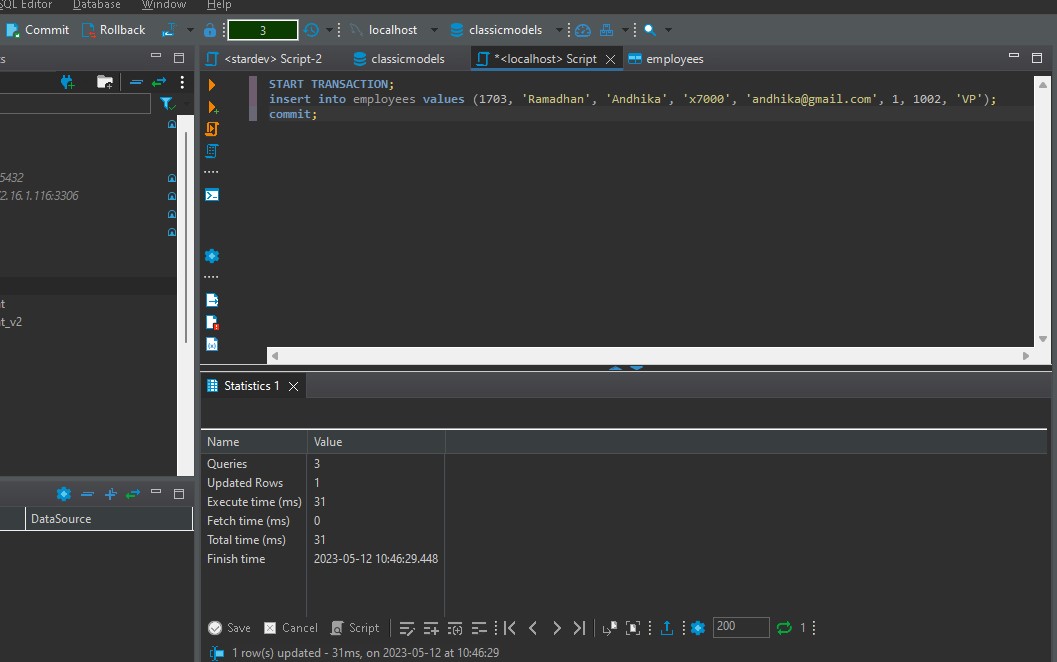 SQL Editor Database Window Help
Commit Rollback 3 localhost classicmodels
s <stardev> Script-2 classicmodels *<localhost> Script employees
START TRANSACTION;
insert into employees values (1703, 'Ramadhan', 'Andhika', 'x7000', 'andhika@gmail.com', 1, 1002, 'VP');
commit;
5432
2.16.1.116:3306
t
t_v2
Statistics 1
Name Value
Queries 3
Updated Rows 1
Execute time (ms) 31
Fetch time (ms) 0
Total time (ms) 31
Finish time 2023-05-12 10:46:29.448
DataSource
Save Cancel Script 200 1
1 row(s) updated - 31ms, on 2023-05-12 at 10:46:29